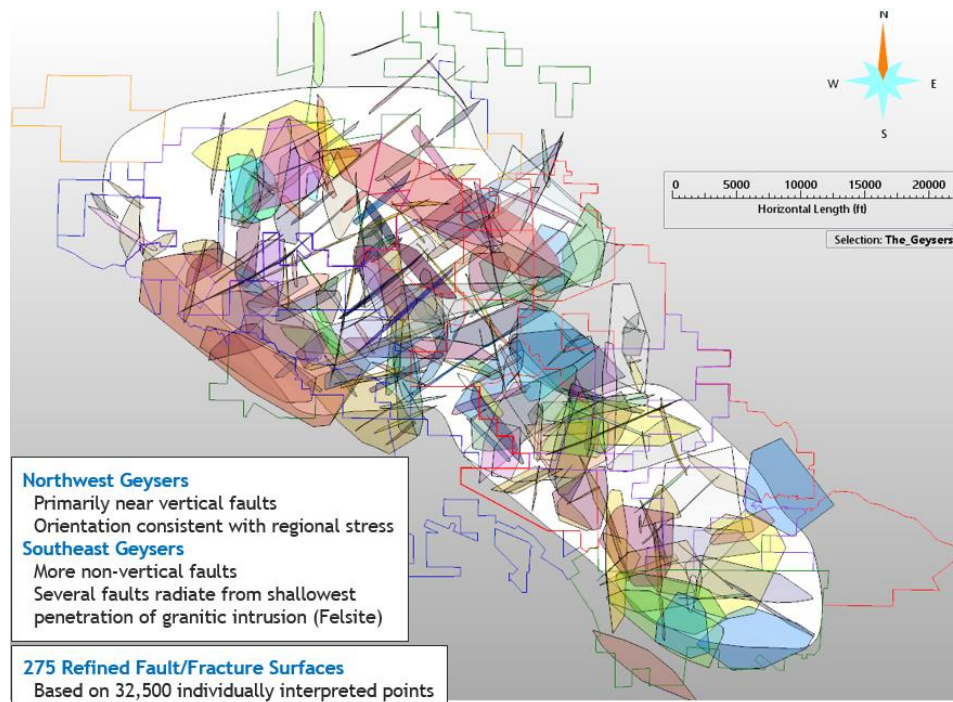 N
W E
S
0 5000 10000 15000 20000
Horizontal Length (ft)
Selection: The_Geysers
Northwest Geysers
Primarily near vertical faults
Orientation consistent with regional stress
Southeast Geysers
More non-vertical faults
Several faults radiate from shallowest
penetration of granitic intrusion (Felsite)
275 Refined Fault/Fracture Surfaces
Based on 32,500 individually interpreted points